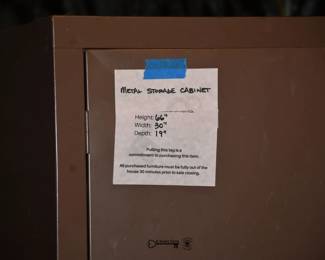 METAL STORAGE CABINET
Height: 66"
Width: 30"
Depth: 19"
Pulling this tag is a
commitment to purchasing this item.
All purchased furniture must be fully out of the
house 30 minutes prior to sale closing.